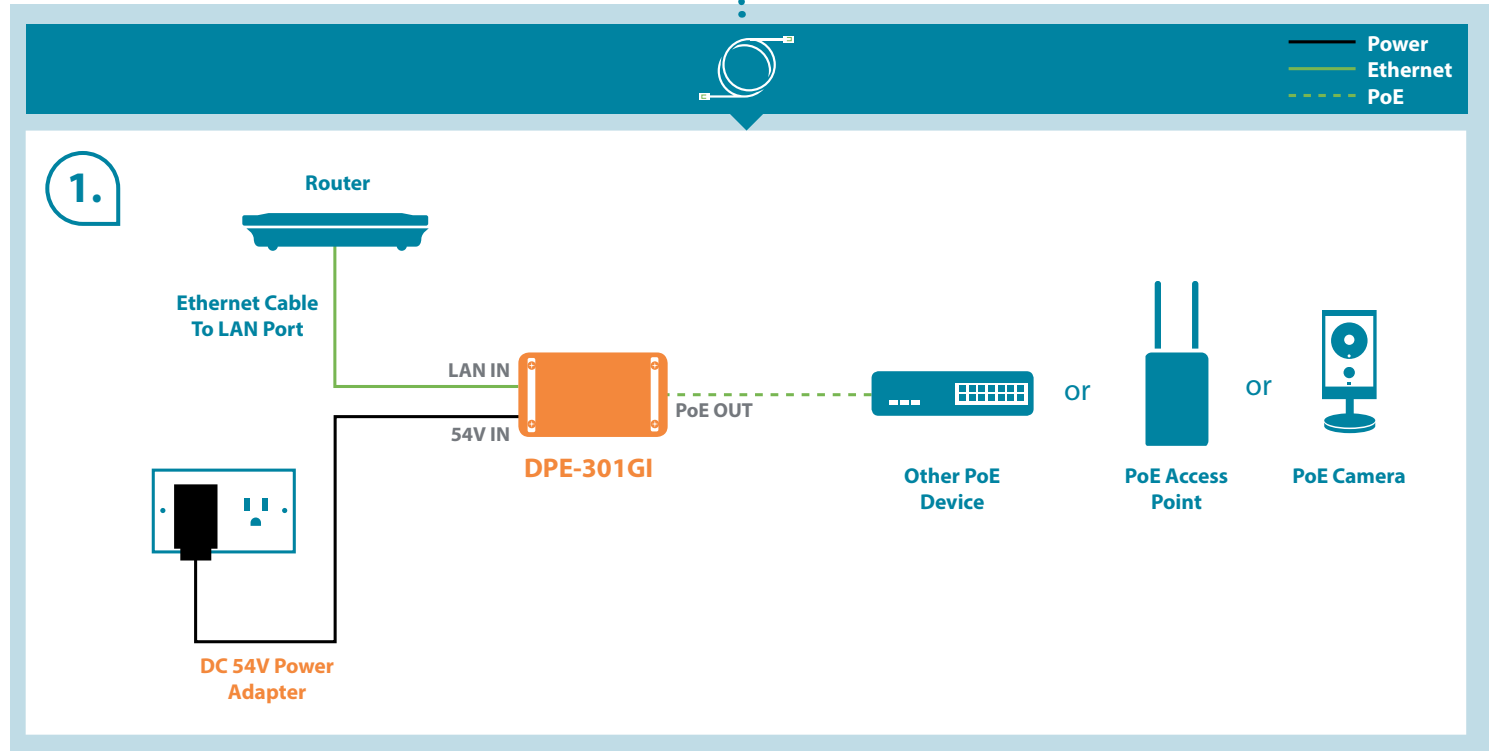 Power
Ethernet
PoE
1.
Router
Ethernet Cable
To LAN Port
LAN IN
54V IN
PoE OUT
DPE-301GI
or
or
Other PoE
Device
PoE Access
Point
PoE Camera
DC 54V Power
Adapter